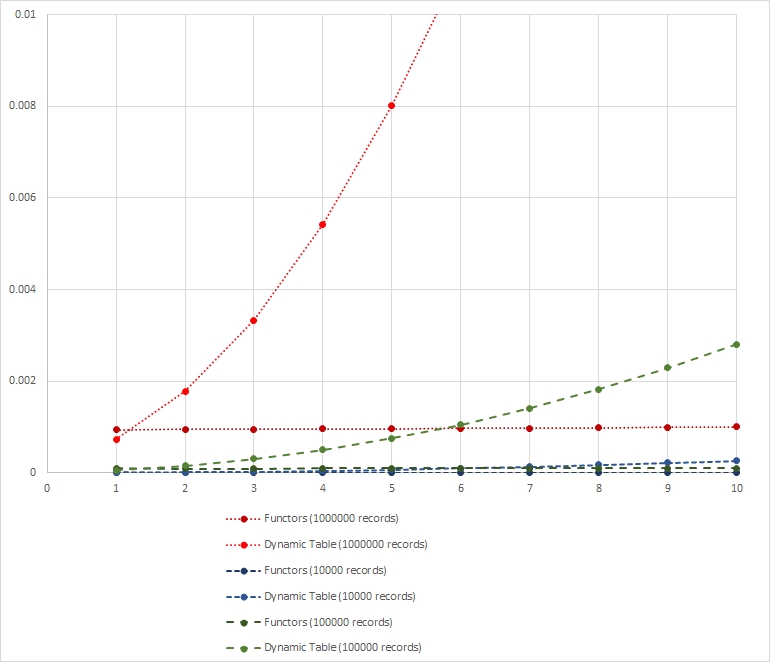 0.01
0.008
0.006
0.004
0.002
0
0 1 2 3 4 5 6 7 8 9 10
Functors (1000000 records)
Dynamic Table (1000000 records)
Functors (10000 records)
Dynamic Table (10000 records)
Functors (100000 records)
Dynamic Table (100000 records)